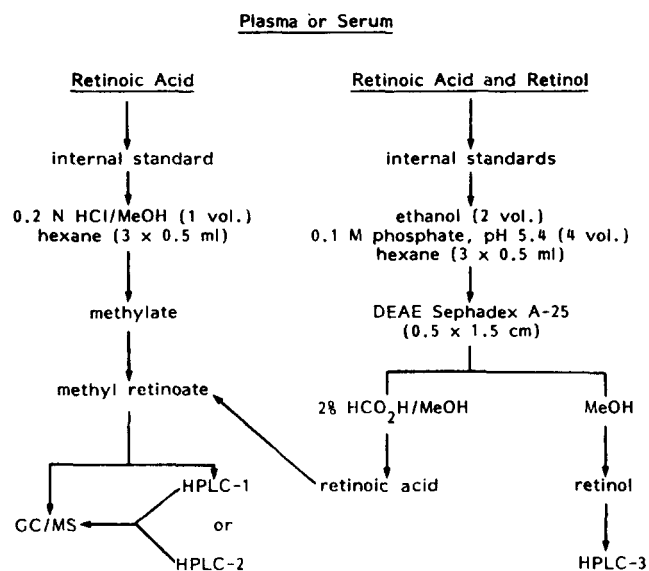 Plasma or Serum
Retinoic Acid
internal standard
0.2 N HCl/MeOH (1 vol.)
hexane (3 x 0.5 ml)
methylate
methyl retinoate
GC/MS
HPLC-1
or
HPLC-2
Retinoic Acid and Retinol
internal standards
ethanol (2 vol.)
0.1 M phosphate, pH 5.4 (4 vol.)
hexane (3 x 0.5 ml)
DEAE Sephadex A-25
(0.5 x 1.5 cm)
2% HCO₂H/MeOH
retinoic acid
MeOH
retinol
HPLC-3